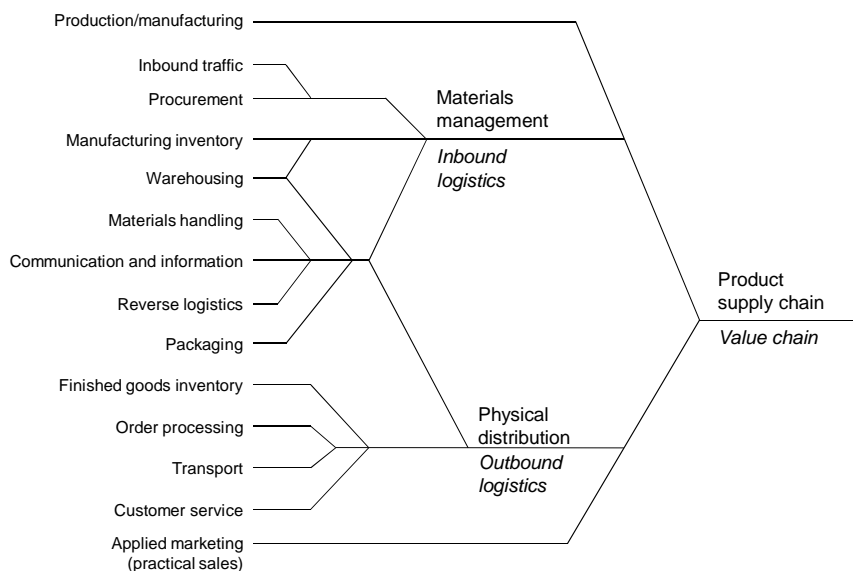 Production/manufacturing
Inbound traffic
Procurement
Manufacturing inventory
Warehousing
Materials handling
Communication and information
Reverse logistics
Packaging
Finished goods inventory
Order processing
Transport
Customer service
Applied marketing
(practical sales)
Materials
management
Inbound
logistics
Physical
distribution
Outbound
logistics
Product
supply chain
Value chain